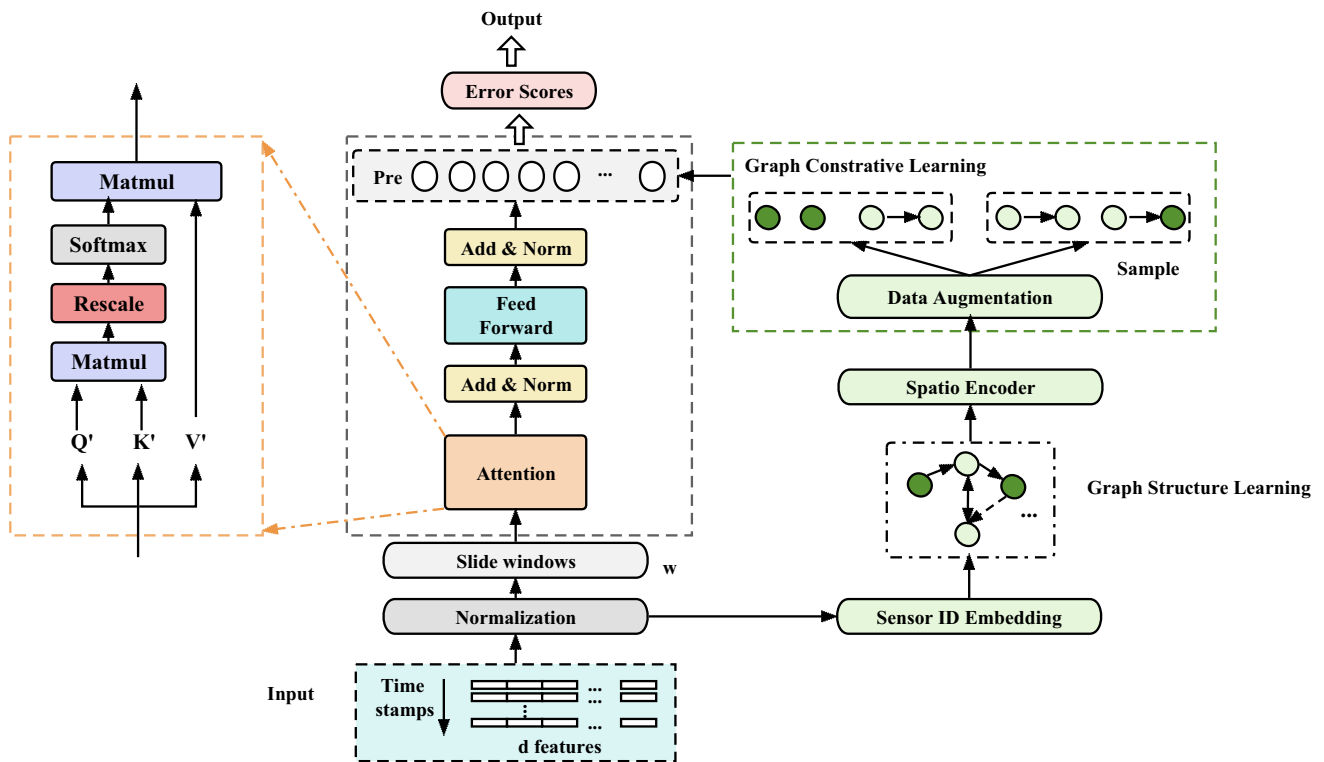 Output
Error Scores
Pre
...
Add & Norm
Feed
Forward
Add & Norm
Attention
Slide windows
w
Normalization
Input
Time
stamps
...
...
...
...
d features
Matmul
Softmax
Rescale
Matmul
Q'
K'
V'
Graph Constrative Learning
Sample
Data Augmentation
Spatio Encoder
Graph Structure Learning
...
Sensor ID Embedding